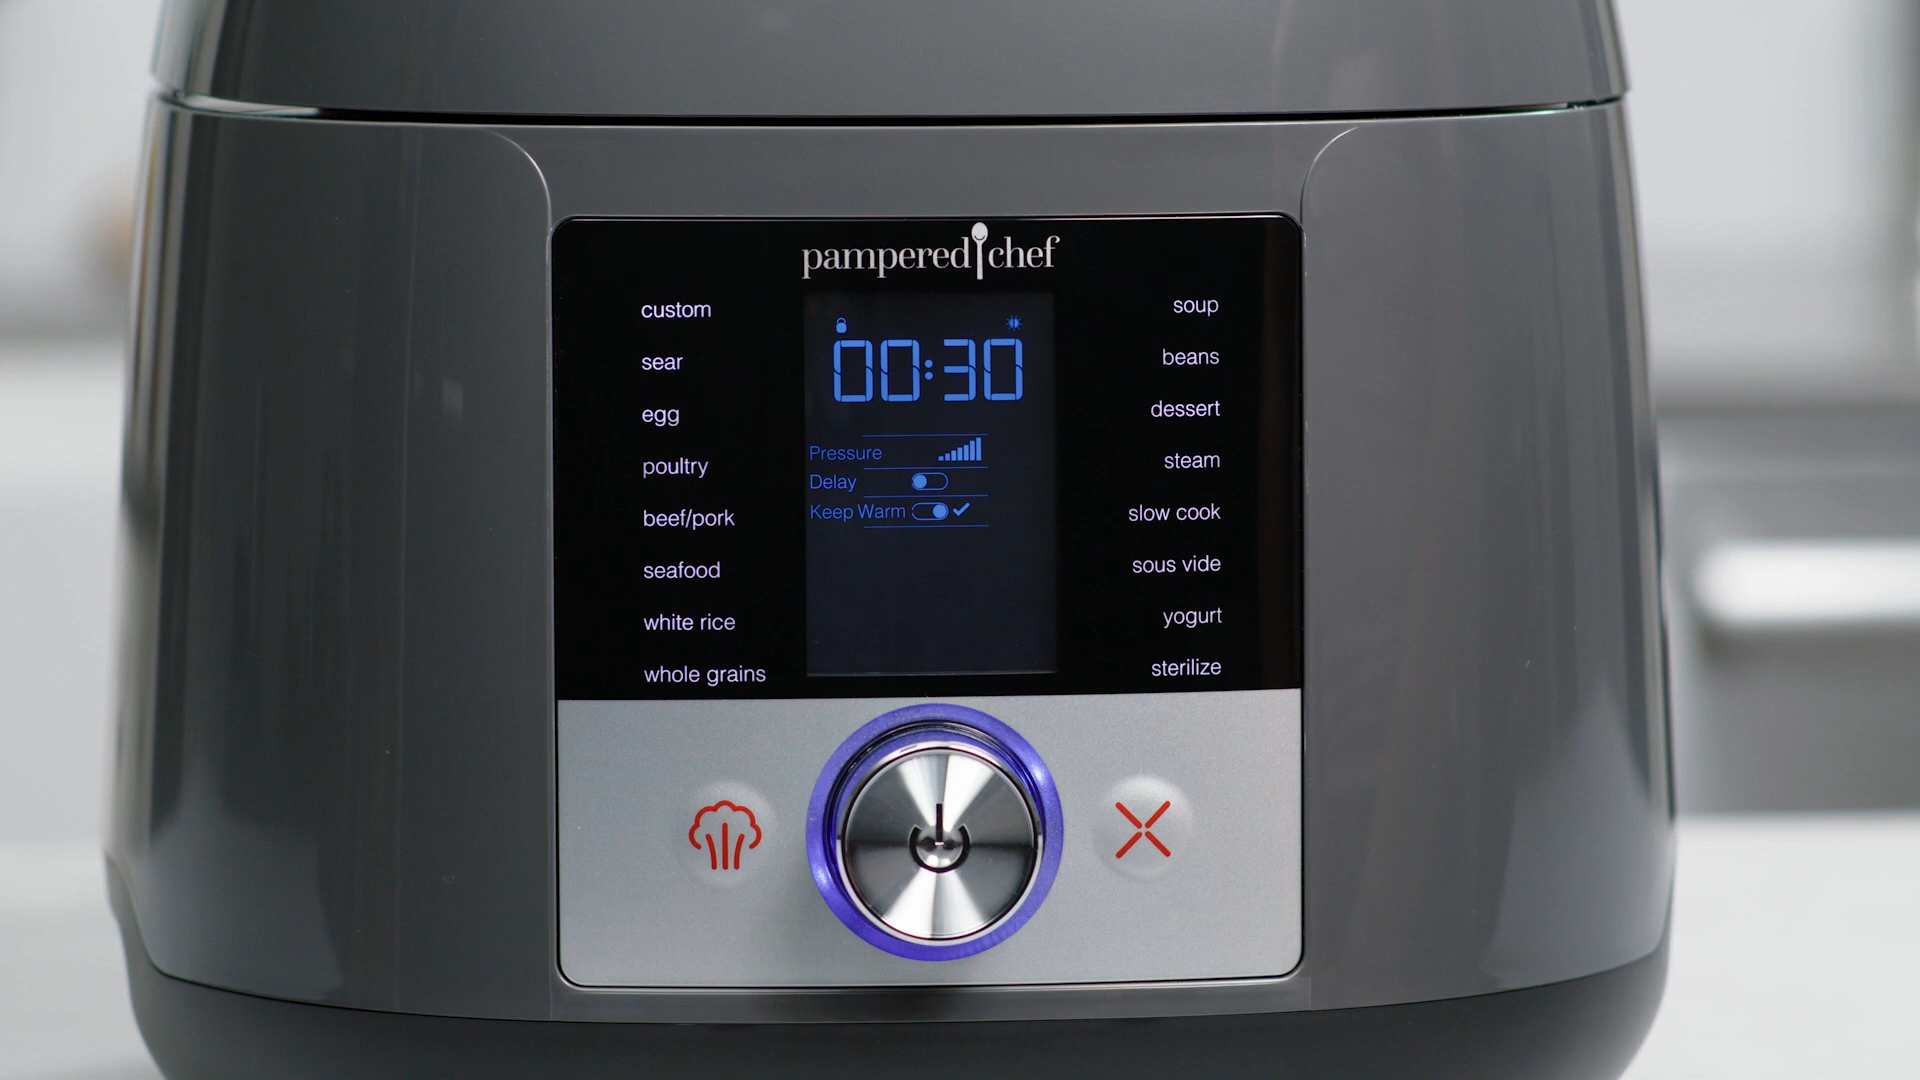 pampered chef
custom
sear
egg
poultry
beef/pork
seafood
white rice
whole grains
00:30
Pressure
Delay
Keep Warm
soup
beans
dessert
steam
slow cook
sous vide
yogurt
sterilize